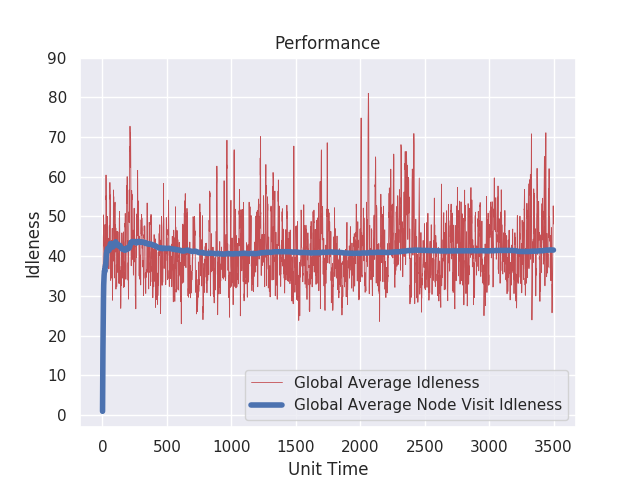 Performance
90
80
70
60
50
40
30
20
10
0
Idleness
Global Average Idleness
Global Average Node Visit Idleness
0 500 1000 1500 2000 2500 3000 3500
Unit Time